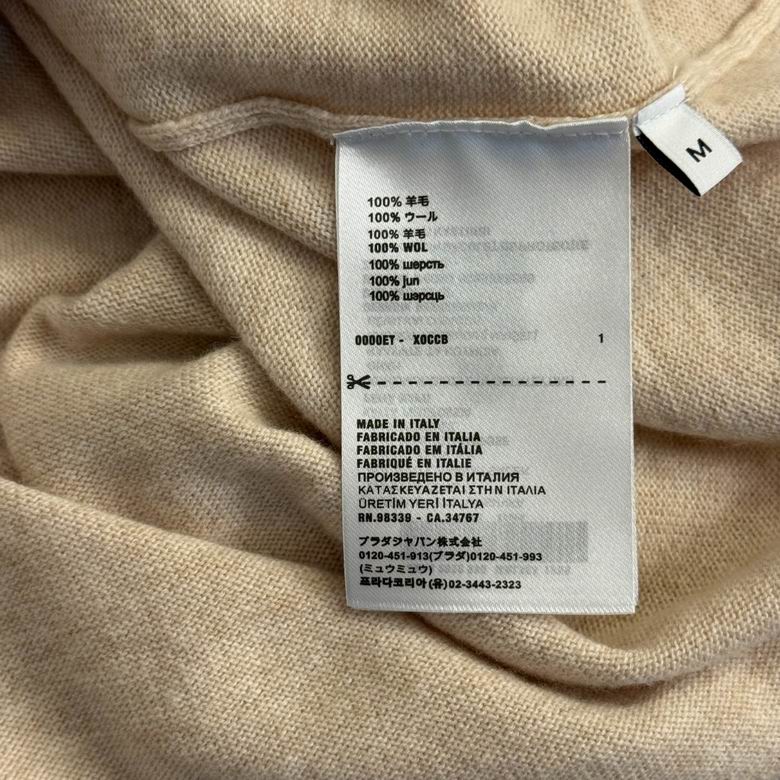 M
100% 羊毛
100% ウール
100% 羊毛
100% WOL
100% шерсть
100% jun
100% шэрсць
0000ET - X0CCB 1
MADE IN ITALY
FABRICADO EN ITALIA
FABRICADO EM ITÁLIA
FABRIQUÉ EN ITALIE
ПРОИЗВЕДЕНО В ИТАЛИЯ
ΚΑΤΑΣΚΕΥΑΖΕΤΑΙ ΣΤΗ Ν ΙΤΑΛΙΑ
ÜRETİM YERİ İTALYA
RN.98339 - CA.34767
プラダジャパン株式会社
0120-451-913(プラダ)0120-451-993
(ミュウミュウ)
프라다코리아(유)02-3443-2323